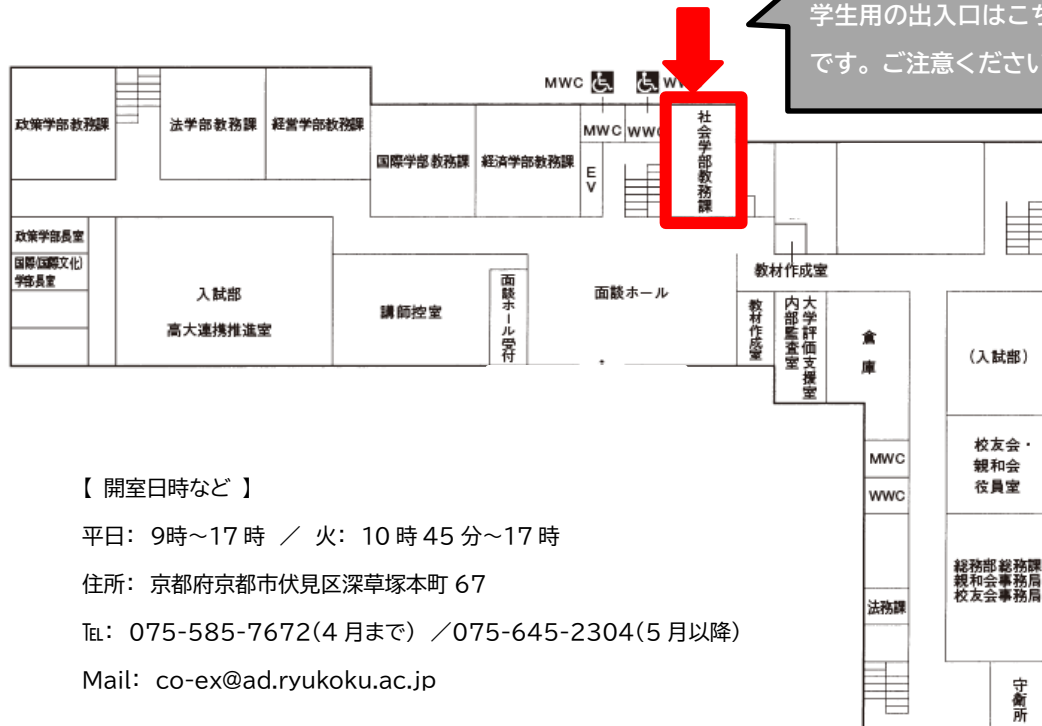 学生用の出入口はこち
です。ご注意ください
MWC
WW
政策学部教務課
法学部教務課
経営学部教務課
国際学部教務課
経済学部教務課
MWC
WWC
EV
社会学部教務課
政策学部長室
国際(国際文化)
学部長室
入試部
高大連携推進室
講師控室
面談ホール受付
面談ホール
教材作成室
教材作成室
大学評価支援室
内部監査室
倉庫
(入試部)
MWC
WWC
校友会・
親和会
役員室
法務課
総務部総務課
親和会事務局
校友会事務局
守衛所
【 開室日時など 】
平日: 9時~17時 / 火: 10時45分~17時
住所: 京都府京都市伏見区深草塚本町 67
℡: 075-585-7672(4月まで) /075-645-2304(5月以降)
Mail: co-ex@ad.ryukoku.ac.jp